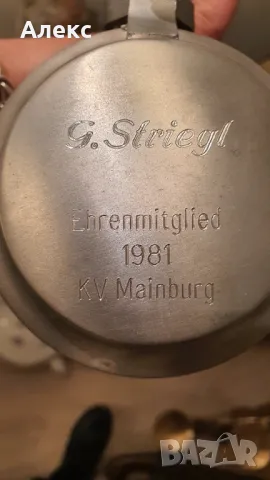 Алекс
G. Striegl
Ehrenmitglied
1981
KV Mainburg
BAZAR